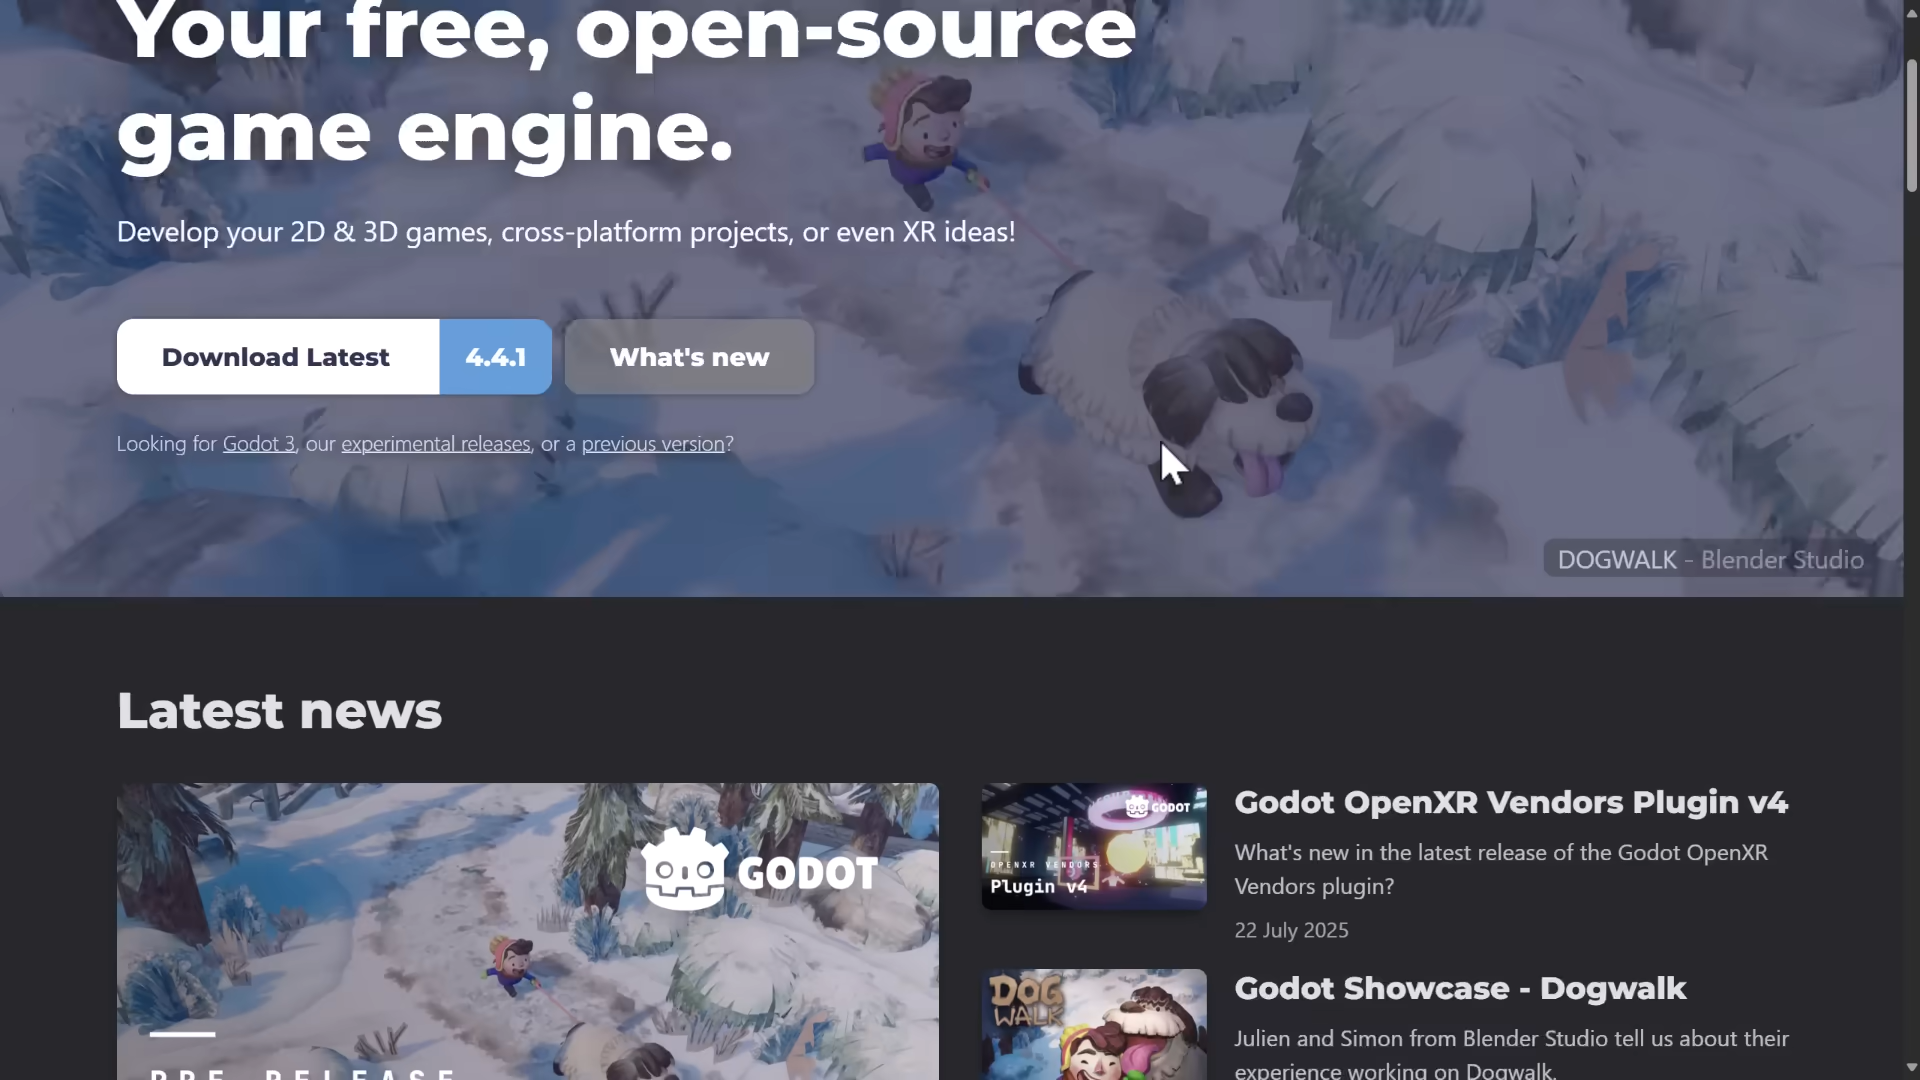 Your free, open-source
game engine.
Develop your 2D & 3D games, cross-platform projects, or even XR ideas!
Download Latest 4.4.1 What's new
Looking for Godot 3, our experimental releases, or a previous version?
DOGWALK - Blender Studio
Latest news
GODOT
PRE-RELEASE
GODOT
OPENXR VENDORS
Plugin v4
Godot OpenXR Vendors Plugin v4
What's new in the latest release of the Godot OpenXR
Vendors plugin?
22 July 2025
DOG
WALK
Godot Showcase - Dogwalk
Julien and Simon from Blender Studio tell us about their
experience working on Dogwalk.